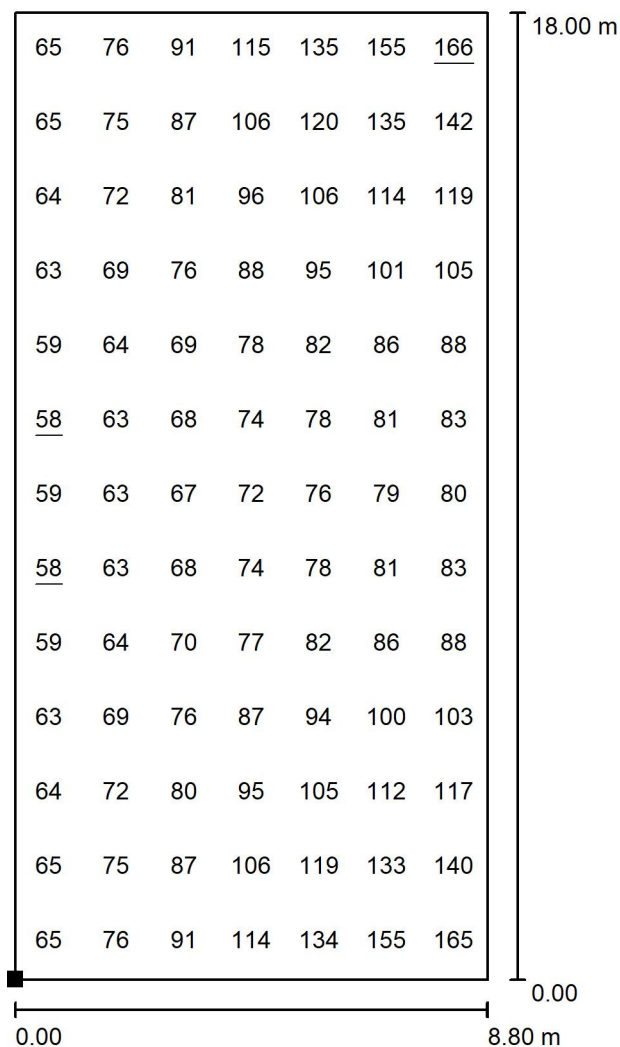 65 76 91 115 135 155 166
18.00 m
65 75 87 106 120 135 142
64 72 81 96 106 114 119
63 69 76 88 95 101 105
59 64 69 78 82 86 88
58 63 68 74 78 81 83
59 63 67 72 76 79 80
58 63 68 74 78 81 83
59 64 70 77 82 86 88
63 69 76 87 94 100 103
64 72 80 95 105 112 117
65 75 87 106 119 133 140
65 76 91 114 134 155 165
0.00
0.00 8.80 m